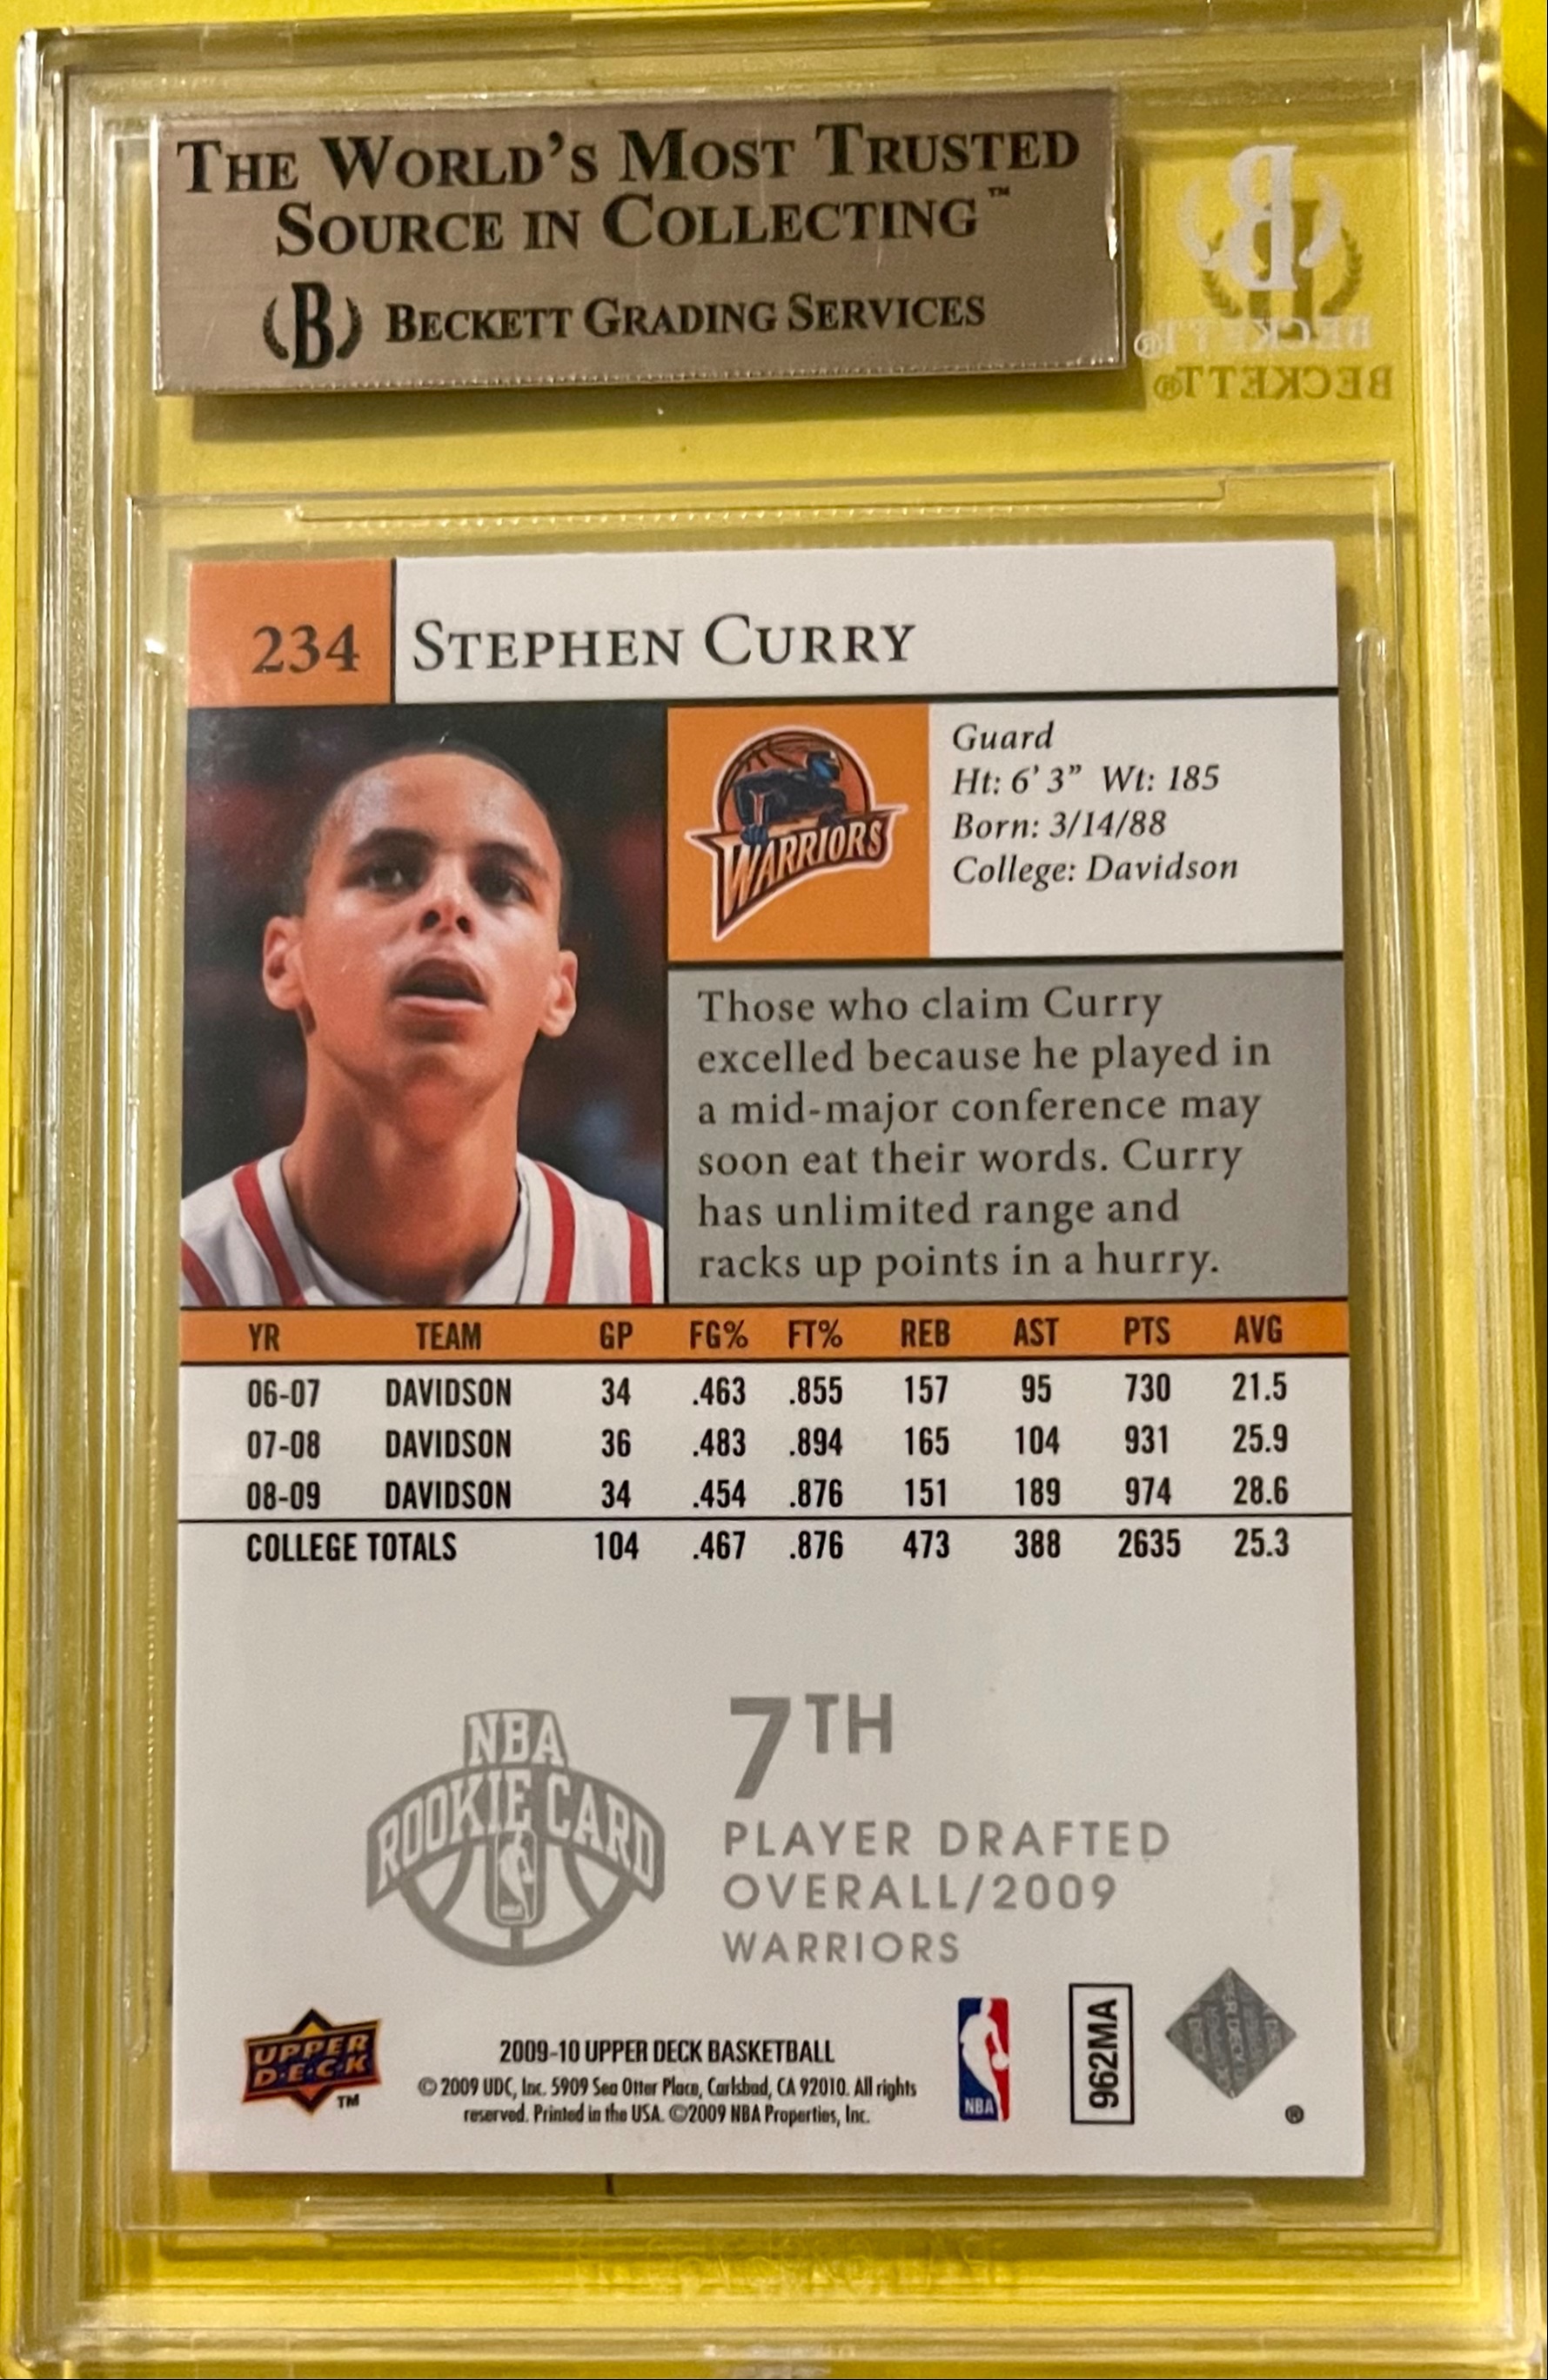 THE WORLD'S MOST TRUSTED
SOURCE IN COLLECTING™
B BECKETT GRADING SERVICES
BECKETT®
BECKETT®
234 STEPHEN CURRY
WARRIORS
Guard
Ht: 6' 3" Wt: 185
Born: 3/14/88
College: Davidson
Those who claim Curry
excelled because he played in
a mid-major conference may
soon eat their words. Curry
has unlimited range and
racks up points in a hurry.
YR TEAM GP FG% FT% REB AST PTS AVG
06-07 DAVIDSON 34 .463 .855 157 95 730 21.5
07-08 DAVIDSON 36 .483 .894 165 104 931 25.9
08-09 DAVIDSON 34 .454 .876 151 189 974 28.6
COLLEGE TOTALS 104 .467 .876 473 388 2635 25.3
NBA
ROOKIE CARD
7TH
PLAYER DRAFTED
OVERALL/2009
WARRIORS
UPPER
D·E·C·K
™
2009-10 UPPER DECK BASKETBALL
© 2009 UDC, Inc. 5909 Sea Otter Place, Carlsbad, CA 92010. All rights
reserved. Printed in the USA. ©2009 NBA Properties, Inc.
NBA
962MA
®